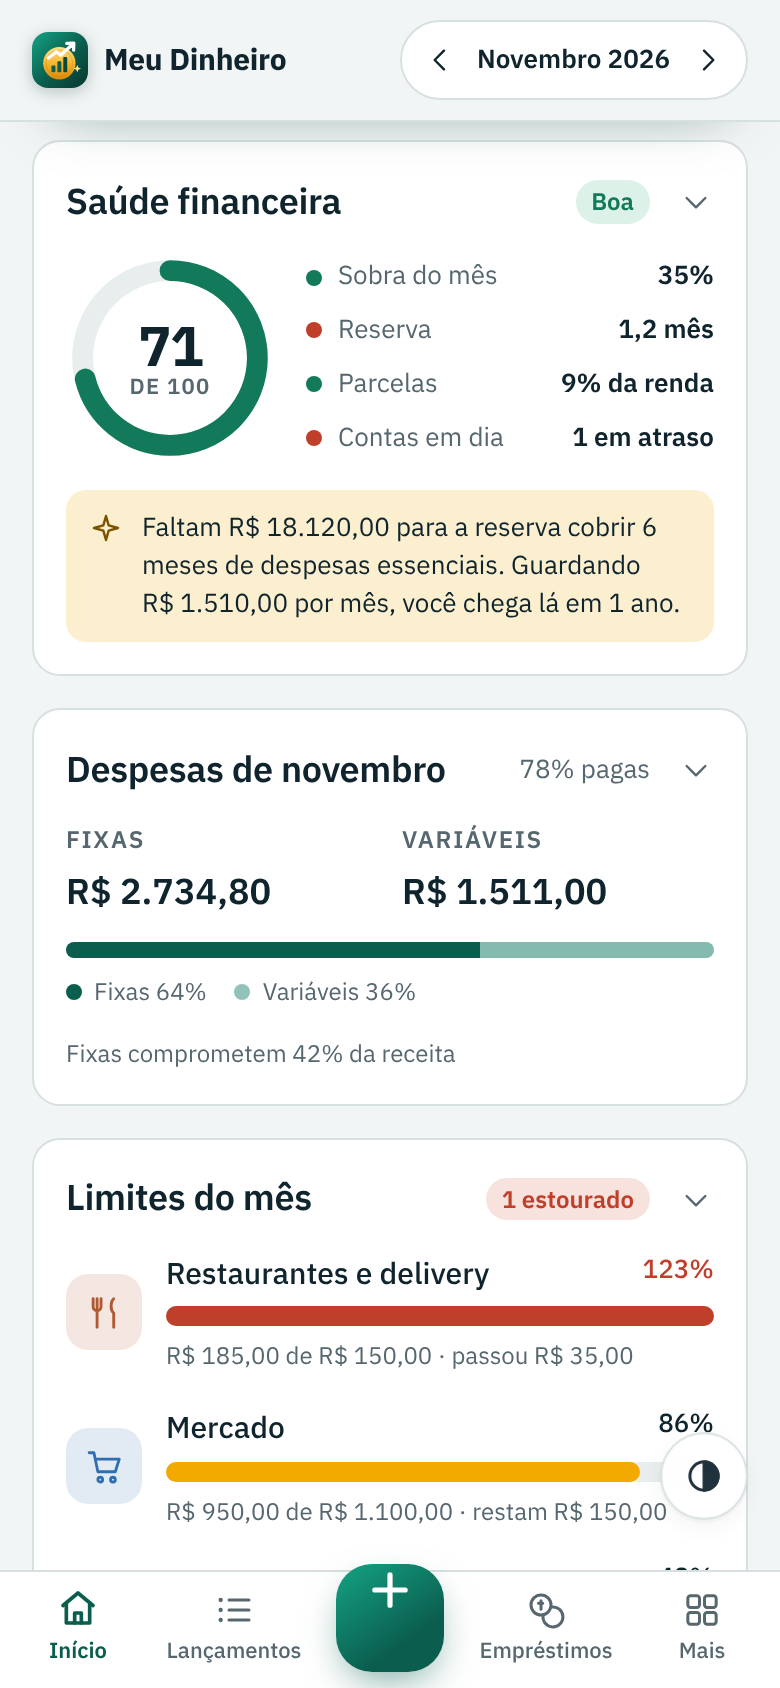 Meu Dinheiro
Novembro 2026
Saúde financeira
Boa
71
DE 100
Sobra do mês 35%
Reserva 1,2 mês
Parcelas 9% da renda
Contas em dia 1 em atraso
Faltam R$ 18.120,00 para a reserva cobrir 6
meses de despesas essenciais. Guardando
R$ 1.510,00 por mês, você chega lá em 1 ano.
Despesas de novembro
78% pagas
FIXAS
VARIÁVEIS
R$ 2.734,80
R$ 1.511,00
Fixas 64%
Variáveis 36%
Fixas comprometem 42% da receita
Limites do mês
1 estourado
Restaurantes e delivery
123%
R$ 185,00 de R$ 150,00 · passou R$ 35,00
Mercado
86%
R$ 950,00 de R$ 1.100,00 · restam R$ 150,00
Início
Lançamentos
Empréstimos
Mais